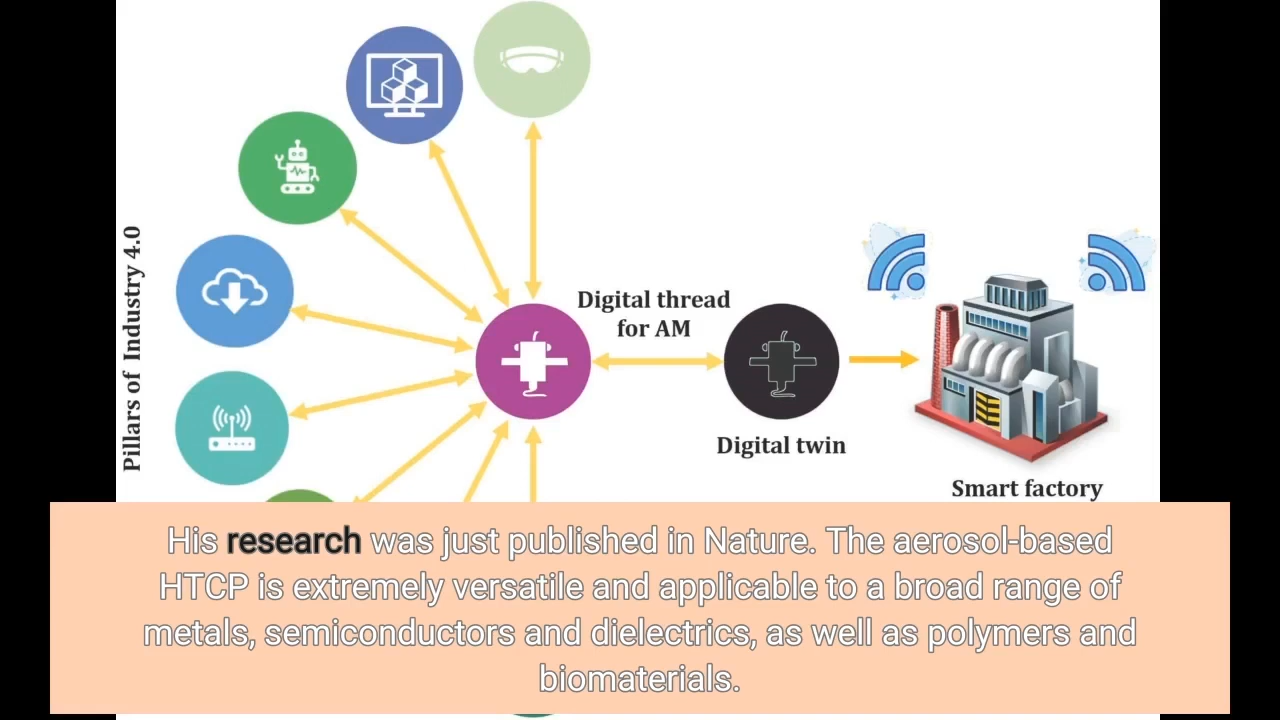 Pillars of Industry 4.0
Digital thread
for AM
Digital twin
Smart factory
His research was just published in Nature. The aerosol-based
HTCP is extremely versatile and applicable to a broad range of
metals, semiconductors and dielectrics, as well as polymers and
biomaterials.